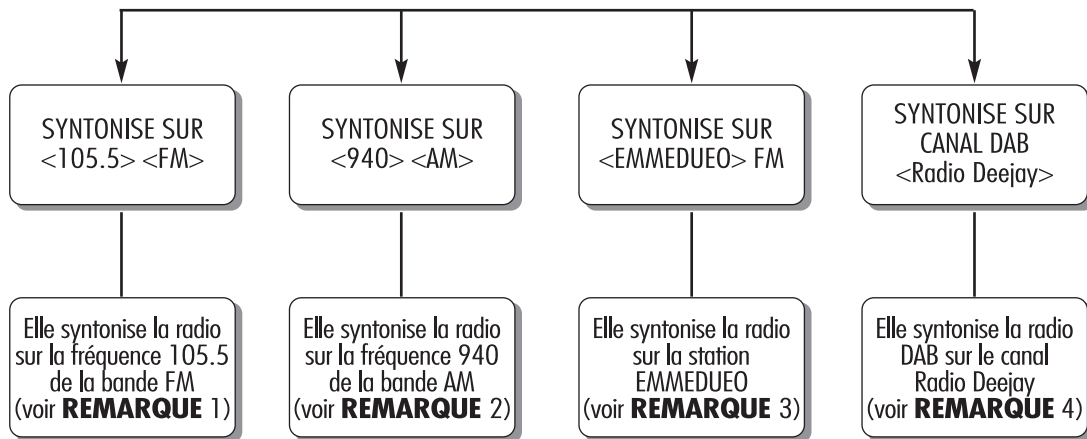 SYNTONISE SUR
<105.5> <FM>
SYNTONISE SUR
<940> <AM>
SYNTONISE SUR
<EMMEDUEO> FM
SYNTONISE SUR
CANAL DAB
<Radio Deejay>
Elle syntonise la radio
sur la fréquence 105.5
de la bande FM
(voir REMARQUE 1)
Elle syntonise la radio
sur la fréquence 940
de la bande AM
(voir REMARQUE 2)
Elle syntonise la radio
sur la station
EMMEDUEO
(voir REMARQUE 3)
Elle syntonise la radio
DAB sur le canal
Radio Deejay
(voir REMARQUE 4)